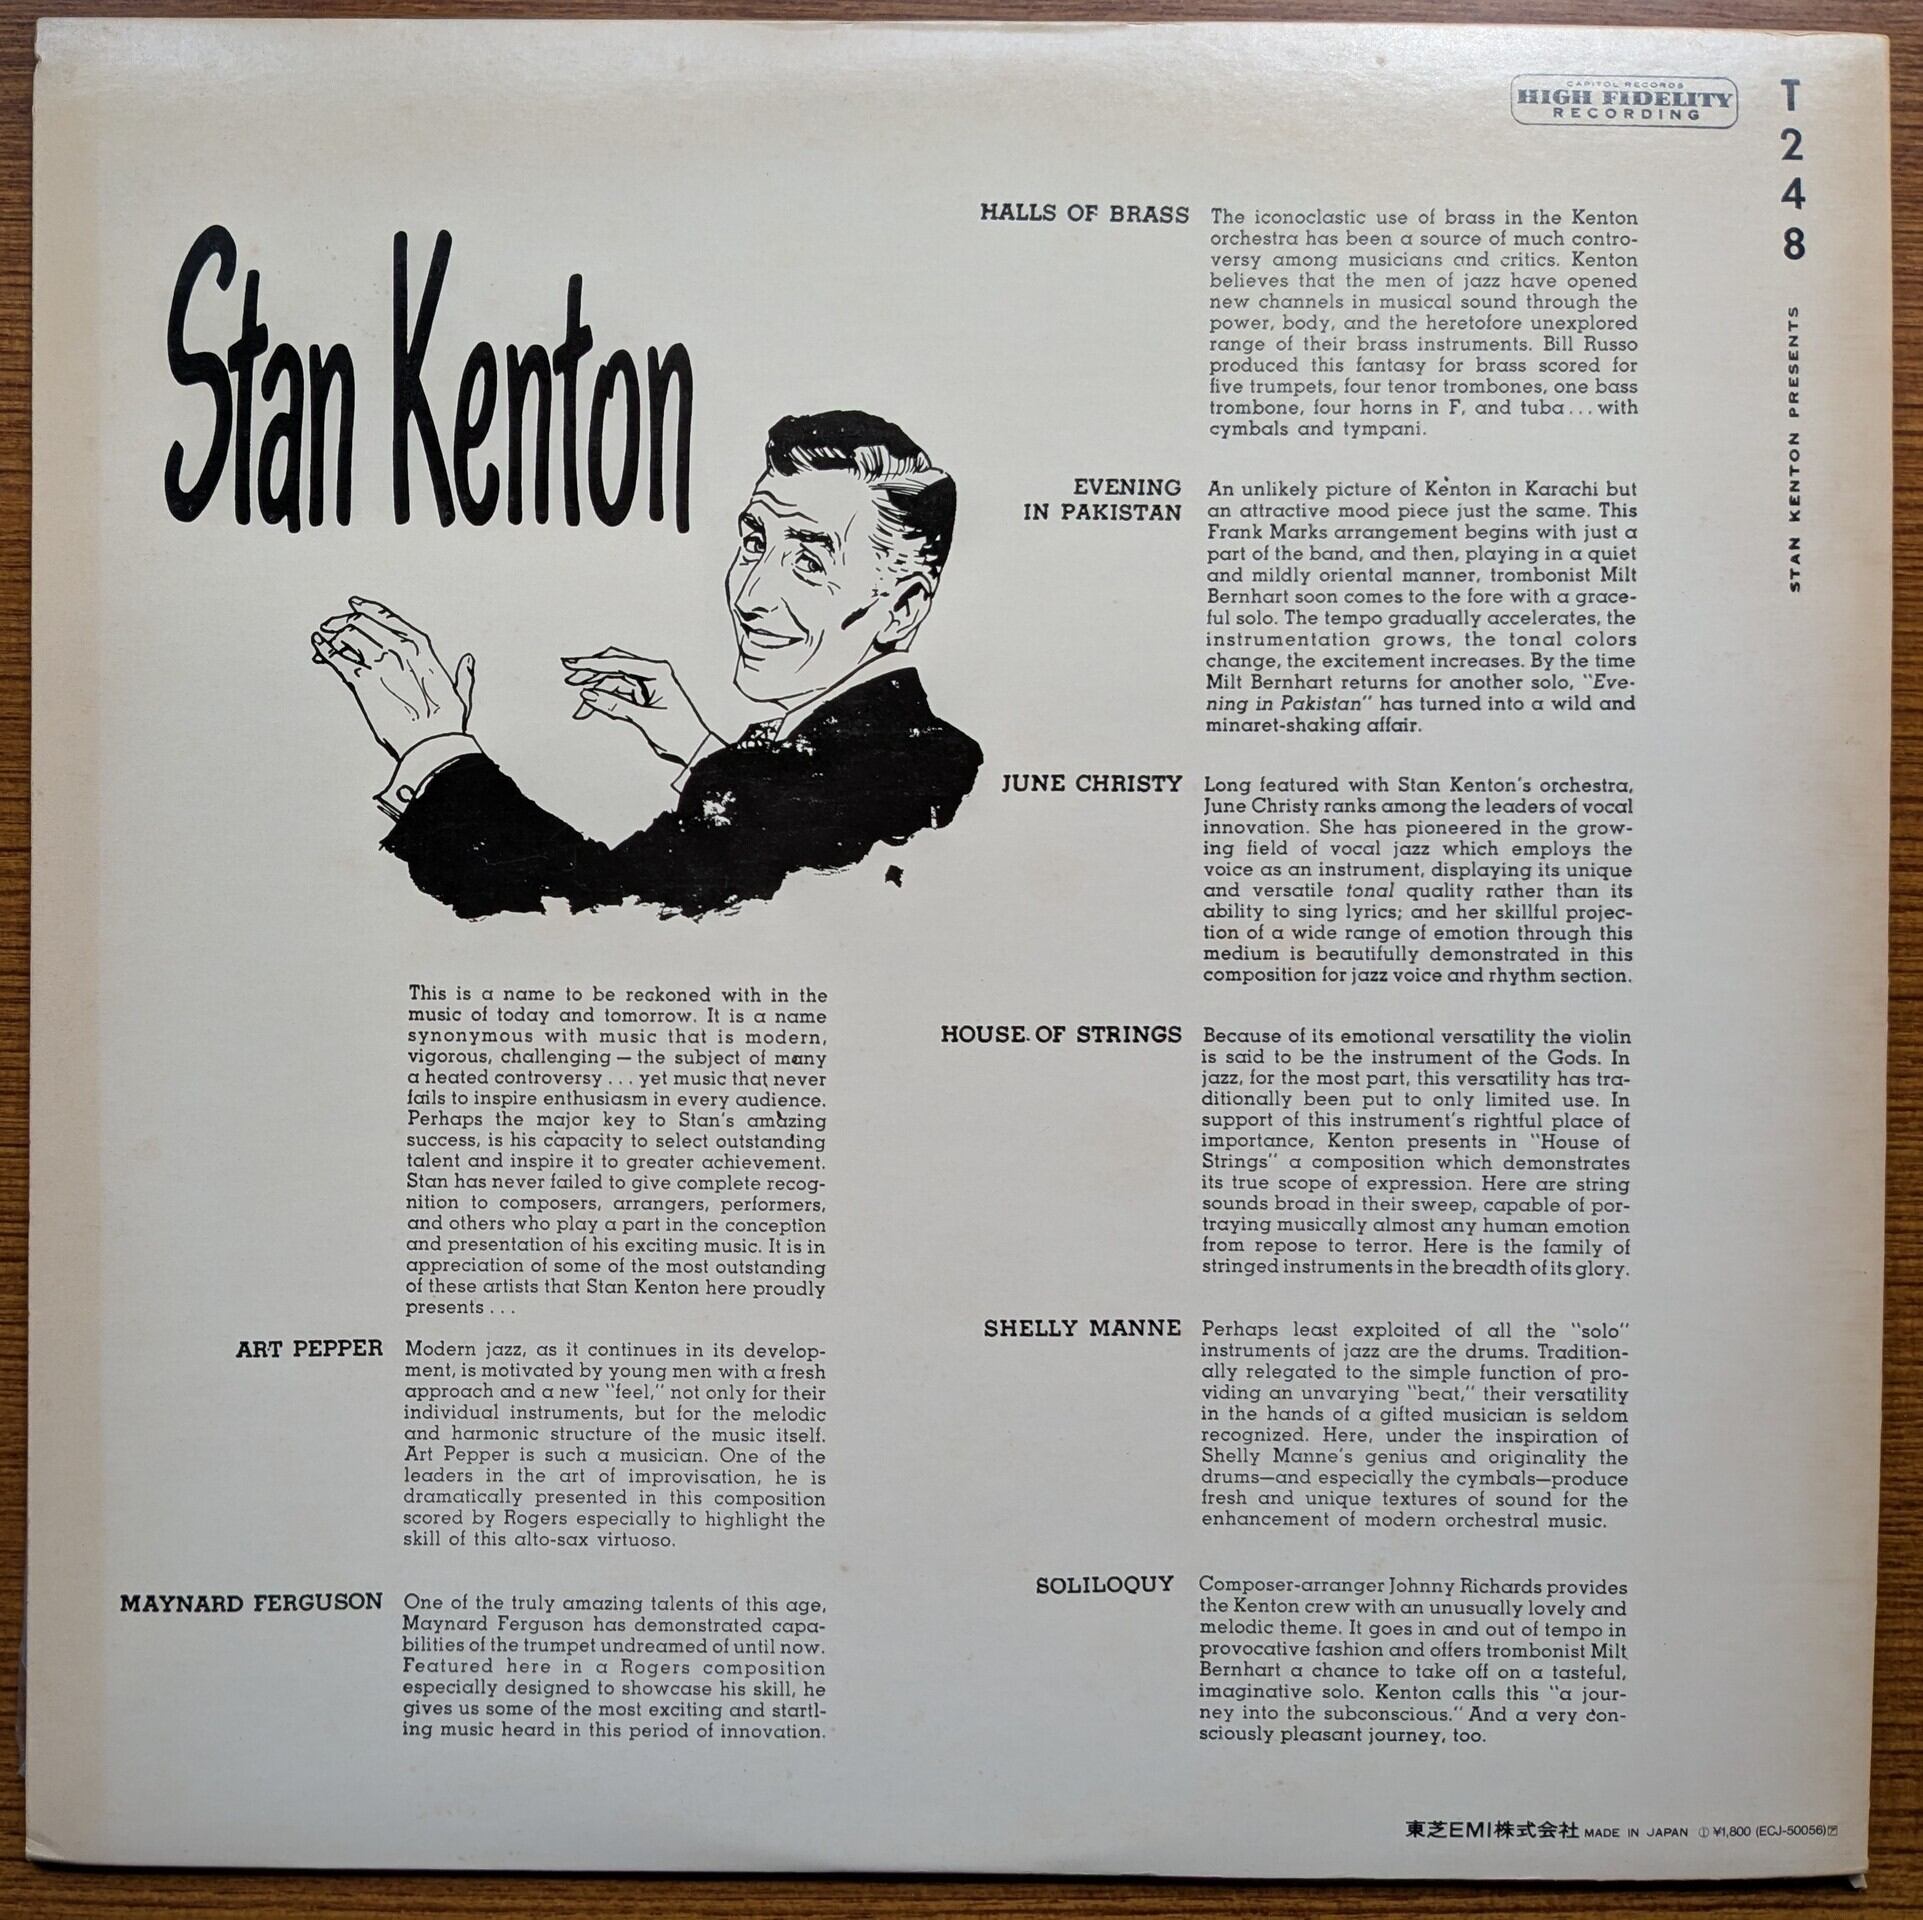 CAPITOL RECORDS
HIGH FIDELITY
RECORDING
T
2
4
8
STAN KENTON PRESENTS
Stan Kenton
This is a name to be reckoned with in the
music of today and tomorrow. It is a name
synonymous with music that is modern,
vigorous, challenging — the subject of many
a heated controversy . . . yet music that never
fails to inspire enthusiasm in every audience.
Perhaps the major key to Stan's amazing
success, is his capacity to select outstanding
talent and inspire it to greater achievement.
Stan has never failed to give complete recog-
nition to composers, arrangers, performers,
and others who play a part in the conception
and presentation of his exciting music. It is in
appreciation of some of the most outstanding
of these artists that Stan Kenton here proudly
presents . . .
ART PEPPER
Modern jazz, as it continues in its develop-
ment, is motivated by young men with a fresh
approach and a new "feel," not only for their
individual instruments, but for the melodic
and harmonic structure of the music itself.
Art Pepper is such a musician. One of the
leaders in the art of improvisation, he is
dramatically presented in this composition
scored by Rogers especially to highlight the
skill of this alto-sax virtuoso.
MAYNARD FERGUSON
One of the truly amazing talents of this age,
Maynard Ferguson has demonstrated capa-
bilities of the trumpet undreamed of until now.
Featured here in a Rogers composition
especially designed to showcase his skill, he
gives us some of the most exciting and startl-
ing music heard in this period of innovation.
HALLS OF BRASS
The iconoclastic use of brass in the Kenton
orchestra has been a source of much contro-
versy among musicians and critics. Kenton
believes that the men of jazz have opened
new channels in musical sound through the
power, body, and the heretofore unexplored
range of their brass instruments. Bill Russo
produced this fantasy for brass scored for
five trumpets, four tenor trombones, one bass
trombone, four horns in F, and tuba . . . with
cymbals and tympani.
EVENING
IN PAKISTAN
An unlikely picture of Kenton in Karachi but
an attractive mood piece just the same. This
Frank Marks arrangement begins with just a
part of the band, and then, playing in a quiet
and mildly oriental manner, trombonist Milt
Bernhart soon comes to the fore with a grace-
ful solo. The tempo gradually accelerates, the
instrumentation grows, the tonal colors
change, the excitement increases. By the time
Milt Bernhart returns for another solo, "Eve-
ning in Pakistan" has turned into a wild and
minaret-shaking affair.
JUNE CHRISTY
Long featured with Stan Kenton's orchestra,
June Christy ranks among the leaders of vocal
innovation. She has pioneered in the grow-
ing field of vocal jazz which employs the
voice as an instrument, displaying its unique
and versatile tonal quality rather than its
ability to sing lyrics; and her skillful projec-
tion of a wide range of emotion through this
medium is beautifully demonstrated in this
composition for jazz voice and rhythm section.
HOUSE OF STRINGS
Because of its emotional versatility the violin
is said to be the instrument of the Gods. In
jazz, for the most part, this versatility has tra-
ditionally been put to only limited use. In
support of this instrument's rightful place of
importance, Kenton presents in "House of
Strings" a composition which demonstrates
its true scope of expression. Here are string
sounds broad in their sweep, capable of por-
traying musically almost any human emotion
from repose to terror. Here is the family of
stringed instruments in the breadth of its glory.
SHELLY MANNE
Perhaps least exploited of all the "solo"
instruments of jazz are the drums. Tradition-
ally relegated to the simple function of pro-
viding an unvarying "beat," their versatility
in the hands of a gifted musician is seldom
recognized. Here, under the inspiration of
Shelly Manne's genius and originality the
drums—and especially the cymbals—produce
fresh and unique textures of sound for the
enhancement of modern orchestral music.
SOLILOQUY
Composer-arranger Johnny Richards provides
the Kenton crew with an unusually lovely and
melodic theme. It goes in and out of tempo in
provocative fashion and offers trombonist Milt
Bernhart a chance to take off on a tasteful,
imaginative solo. Kenton calls this "a jour-
ney into the subconscious." And a very con-
sciously pleasant journey, too.
東芝EMI株式会社 MADE IN JAPAN ¥1,800 (ECJ-50056)